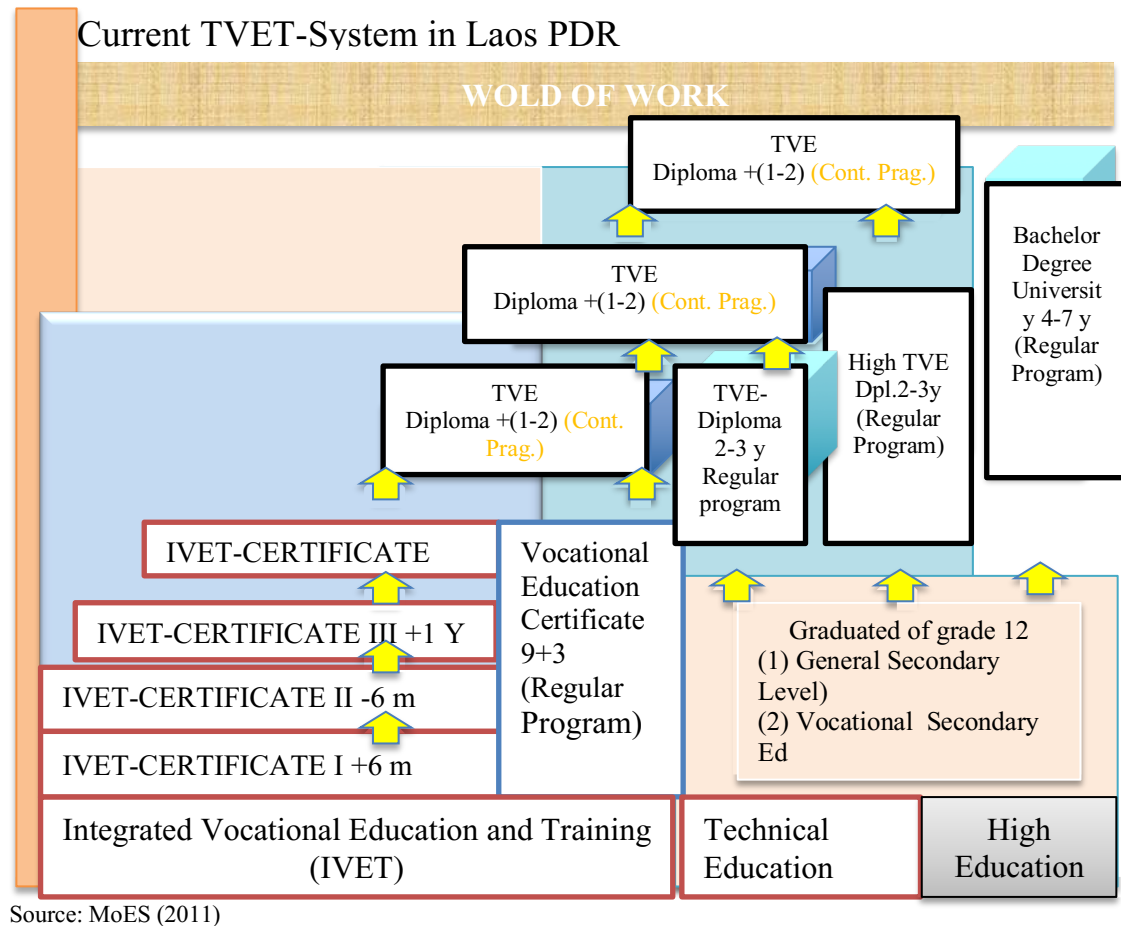 Current TVET-System in Laos PDR
WOLD OF WORK
TVE
Diploma +(1-2) (Cont. Prag.)
TVE
Diploma +(1-2) (Cont. Prag.)
Bachelor
Degree
Universit
y 4-7 y
(Regular
Program)
TVE
Diploma +(1-2) (Cont.
Prag.)
TVE-
Diploma
2-3 y
Regular
program
High TVE
Dpl.2-3y
(Regular
Program)
IVET-CERTIFICATE
IVET-CERTIFICATE III +1 Y
IVET-CERTIFICATE II -6 m
IVET-CERTIFICATE I +6 m
Vocational
Education
Certificate
9+3
(Regular
Program)
Graduated of grade 12
(1) General Secondary
Level)
(2) Vocational Secondary
Ed
Integrated Vocational Education and Training
(IVET)
Technical
Education
High
Education
Source: MoES (2011)